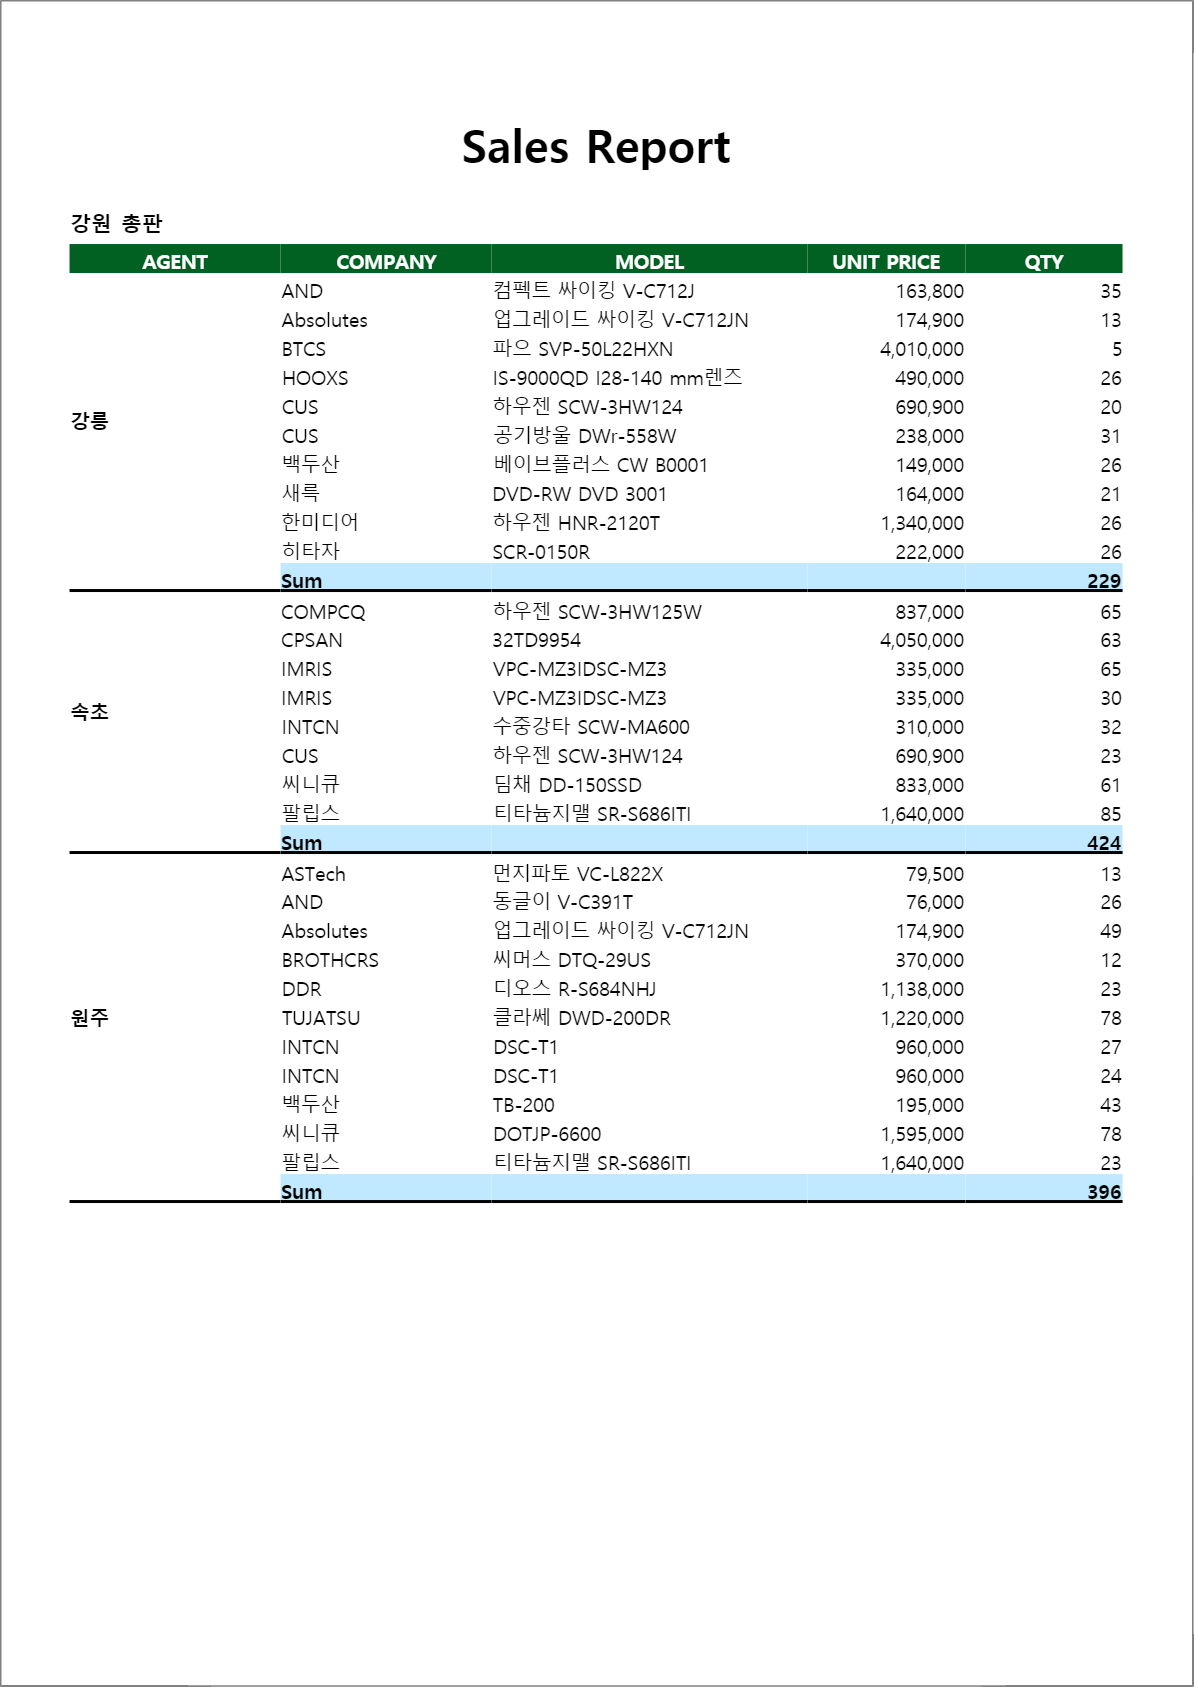 Sales Report
강원 총판
AGENT COMPANY MODEL UNIT PRICE QTY
AND 컴펙트 싸이킹 V-C712J 163,800 35
Absolutes 업그레이드 싸이킹 V-C712JN 174,900 13
BTCS 파으 SVP-50L22HXN 4,010,000 5
HOOXS IS-9000QD I28-140 mm렌즈 490,000 26
CUS 하우젠 SCW-3HW124 690,900 20
강릉
CUS 공기방울 DWr-558W 238,000 31
백두산 베이브플러스 CW B0001 149,000 26
새륵 DVD-RW DVD 3001 164,000 21
한미디어 하우젠 HNR-2120T 1,340,000 26
히타자 SCR-0150R 222,000 26
Sum 229
COMPCQ 하우젠 SCW-3HW125W 837,000 65
CPSAN 32TD9954 4,050,000 63
IMRIS VPC-MZ3IDSC-MZ3 335,000 65
IMRIS VPC-MZ3IDSC-MZ3 335,000 30
속초
INTCN 수중강타 SCW-MA600 310,000 32
CUS 하우젠 SCW-3HW124 690,900 23
씨니큐 딤채 DD-150SSD 833,000 61
팔립스 티타늄지맬 SR-S686ITI 1,640,000 85
Sum 424
ASTech 먼지파토 VC-L822X 79,500 13
AND 동글이 V-C391T 76,000 26
Absolutes 업그레이드 싸이킹 V-C712JN 174,900 49
BROTHCRS 씨머스 DTQ-29US 370,000 12
DDR 디오스 R-S684NHJ 1,138,000 23
원주 TUJATSU 클라쎄 DWD-200DR 1,220,000 78
INTCN DSC-T1 960,000 27
INTCN DSC-T1 960,000 24
백두산 TB-200 195,000 43
씨니큐 DOTJP-6600 1,595,000 78
팔립스 티타늄지맬 SR-S686ITI 1,640,000 23
Sum 396